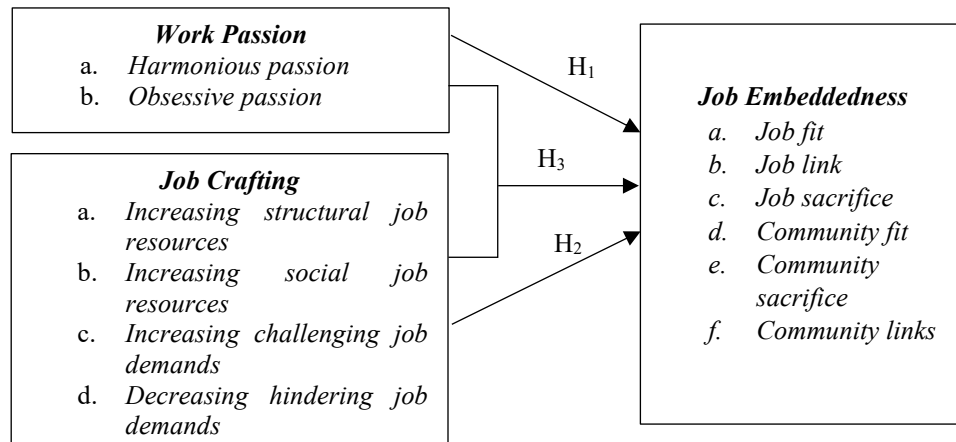 Work Passion
a. Harmonious passion
b. Obsessive passion
Job Crafting
a. Increasing structural job
resources
b. Increasing social job
resources
c. Increasing challenging job
demands
d. Decreasing hindering job
demands
H1
H3
H2
Job Embeddedness
a. Job fit
b. Job link
c. Job sacrifice
d. Community fit
e. Community
sacrifice
f. Community links